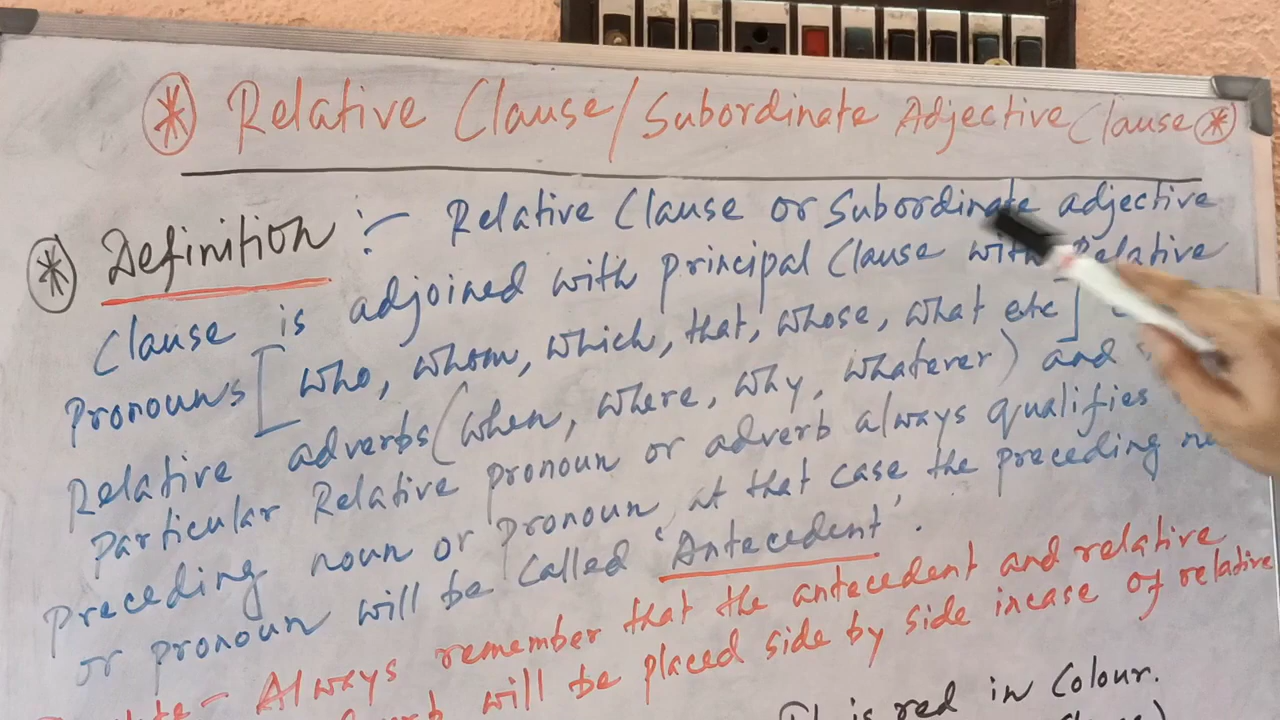 * Relative Clause/Subordinate Adjective Clause *
* Definition :- Relative Clause or Subordinate adjective
Clause is adjoined with principal Clause with Relative
Pronouns [who, whom, which, that, whose, what etc]
Relative adverbs (when, where, why, whatever) and
particular Relative pronoun or adverb always qualifies
preceding noun or pronoun, at that case the preceding
or pronoun will be called 'Antecedent'.
Always remember that the antecedent and relative
will be placed side by side incase of relative
is red in Colour.